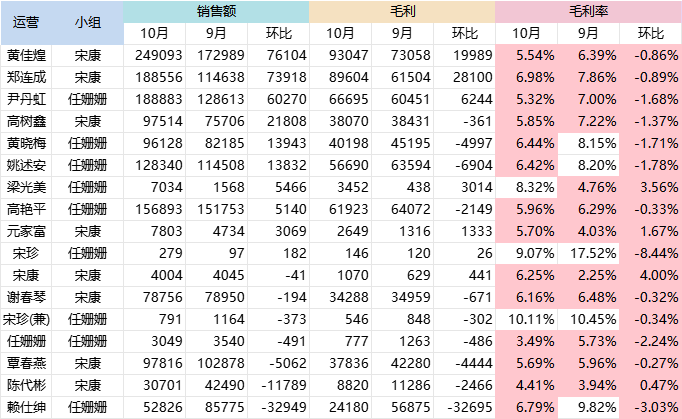 运营 小组 销售额 毛利 毛利率
10月 9月 环比 10月 9月 环比 10月 9月 环比
黄佳煌 宋康 249093 172989 76104 93047 73058 19989 5.54% 6.39% -0.86%
郑连成 宋康 188556 114638 73918 89604 61504 28100 6.98% 7.86% -0.89%
尹丹虹 任姗姗 188883 128613 60270 66695 60451 6244 5.32% 7.00% -1.68%
高树鑫 宋康 97514 75706 21808 38070 38431 -361 5.85% 7.22% -1.37%
黄晓梅 任姗姗 96128 82185 13943 40198 45195 -4997 6.44% 8.15% -1.71%
姚述安 任姗姗 128340 114508 13832 56690 63594 -6904 6.42% 8.20% -1.78%
梁光美 任姗姗 7034 1568 5466 3452 438 3014 8.32% 4.76% 3.56%
高艳平 任姗姗 156893 151753 5140 61923 64072 -2149 5.96% 6.29% -0.33%
元家富 宋康 7803 4734 3069 2649 1316 1333 5.70% 4.03% 1.67%
宋珍 任姗姗 279 97 182 146 120 26 9.07% 17.52% -8.44%
宋康 宋康 4004 4045 -41 1070 629 441 6.25% 2.25% 4.00%
谢春琴 宋康 78756 78950 -194 34288 34959 -671 6.16% 6.48% -0.32%
宋珍(兼) 任姗姗 791 1164 -373 546 848 -302 10.11% 10.45% -0.34%
任姗姗 任姗姗 3049 3540 -491 777 1263 -486 3.49% 5.73% -2.24%
覃春燕 宋康 97816 102878 -5062 37836 42280 -4444 5.69% 5.96% -0.27%
陈代彬 宋康 30701 42490 -11789 8820 11286 -2466 4.41% 3.94% 0.47%
赖仕绅 任姗姗 52826 85775 -32949 24180 56875 -32695 6.79% 9.82% -3.03%